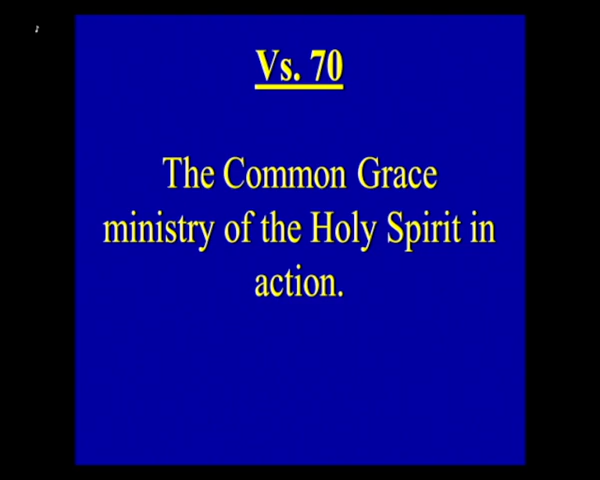 Vs. 70
The Common Grace
ministry of the Holy Spirit in
action.